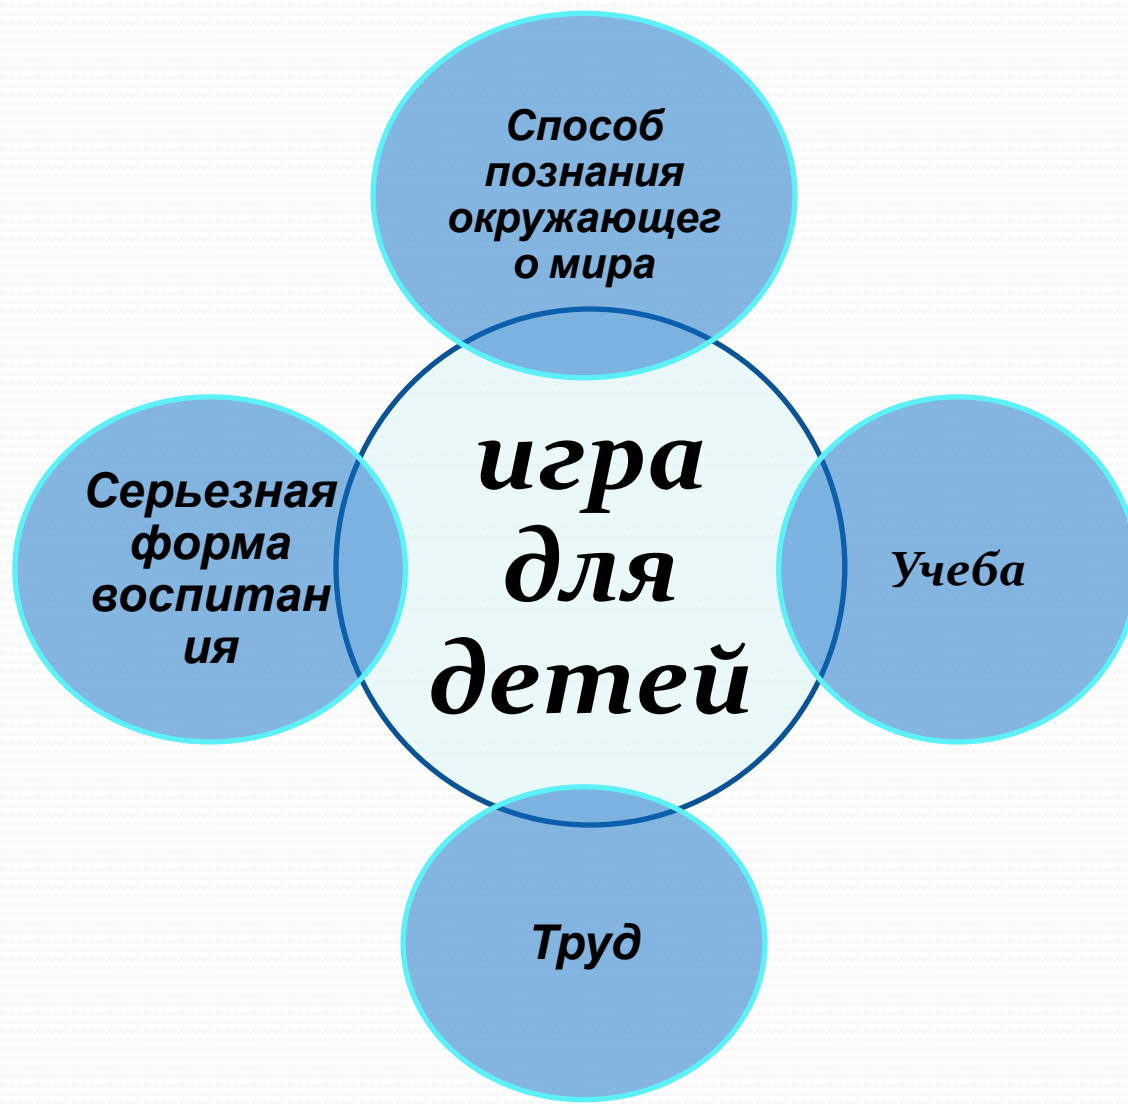 Способ
познания
окружающег
о мира
Серьезная
форма
воспитан
ия
игра
для
детей
Учеба
Труд